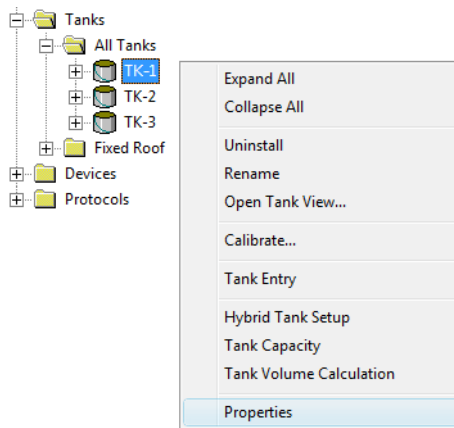 Tanks
All Tanks
TK-1
TK-2
TK-3
Fixed Roof
Devices
Protocols
Expand All
Collapse All
Uninstall
Rename
Open Tank View...
Calibrate...
Tank Entry
Hybrid Tank Setup
Tank Capacity
Tank Volume Calculation
Properties